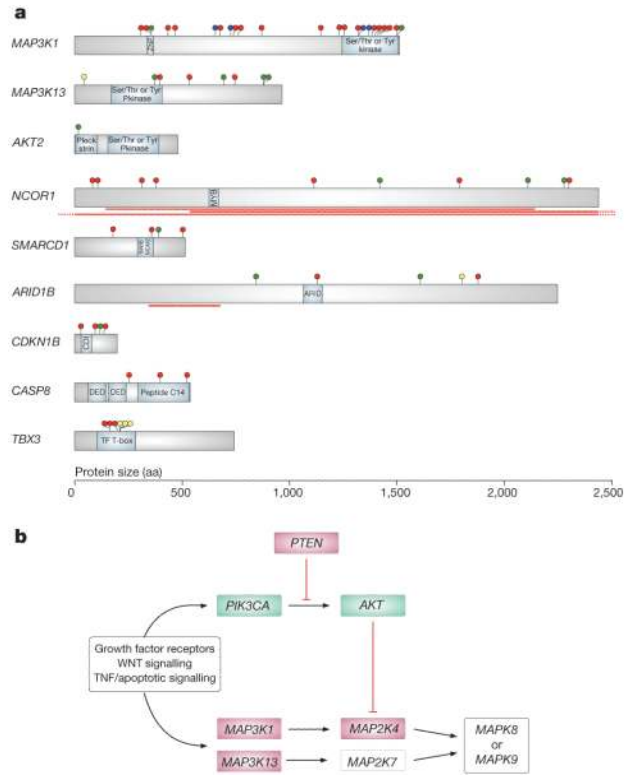 a
MAP3K1
Ser/Thr or Tyr
kinase
MAP3K13
Ser/Thr or Tyr
Pkinase
AKT2
Pleck
strin
Ser/Thr or Tyr
Pkinase
NCOR1
MYB
SMARCD1
ARID1B
ARID
CDKN1B
CDI
CASP8
DED
DED
Peptide C14
TBX3
TF T-box
Protein size (aa)
0 500 1,000 1,500 2,000 2,500
b
PTEN
PIK3CA AKT
Growth factor receptors
WNT signalling
TNF/apoptotic signalling
MAP3K1 MAP2K4
MAP3K13 MAP2K7
MAPK8
or
MAPK9